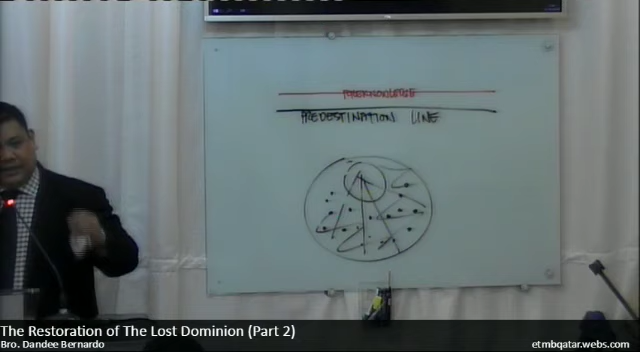 FOREKNOWLEDGE
PREDESTINATION LINE
The Restoration of The Lost Dominion (Part 2)
Bro. Dandee Bernardo
etmbqatar.webs.com